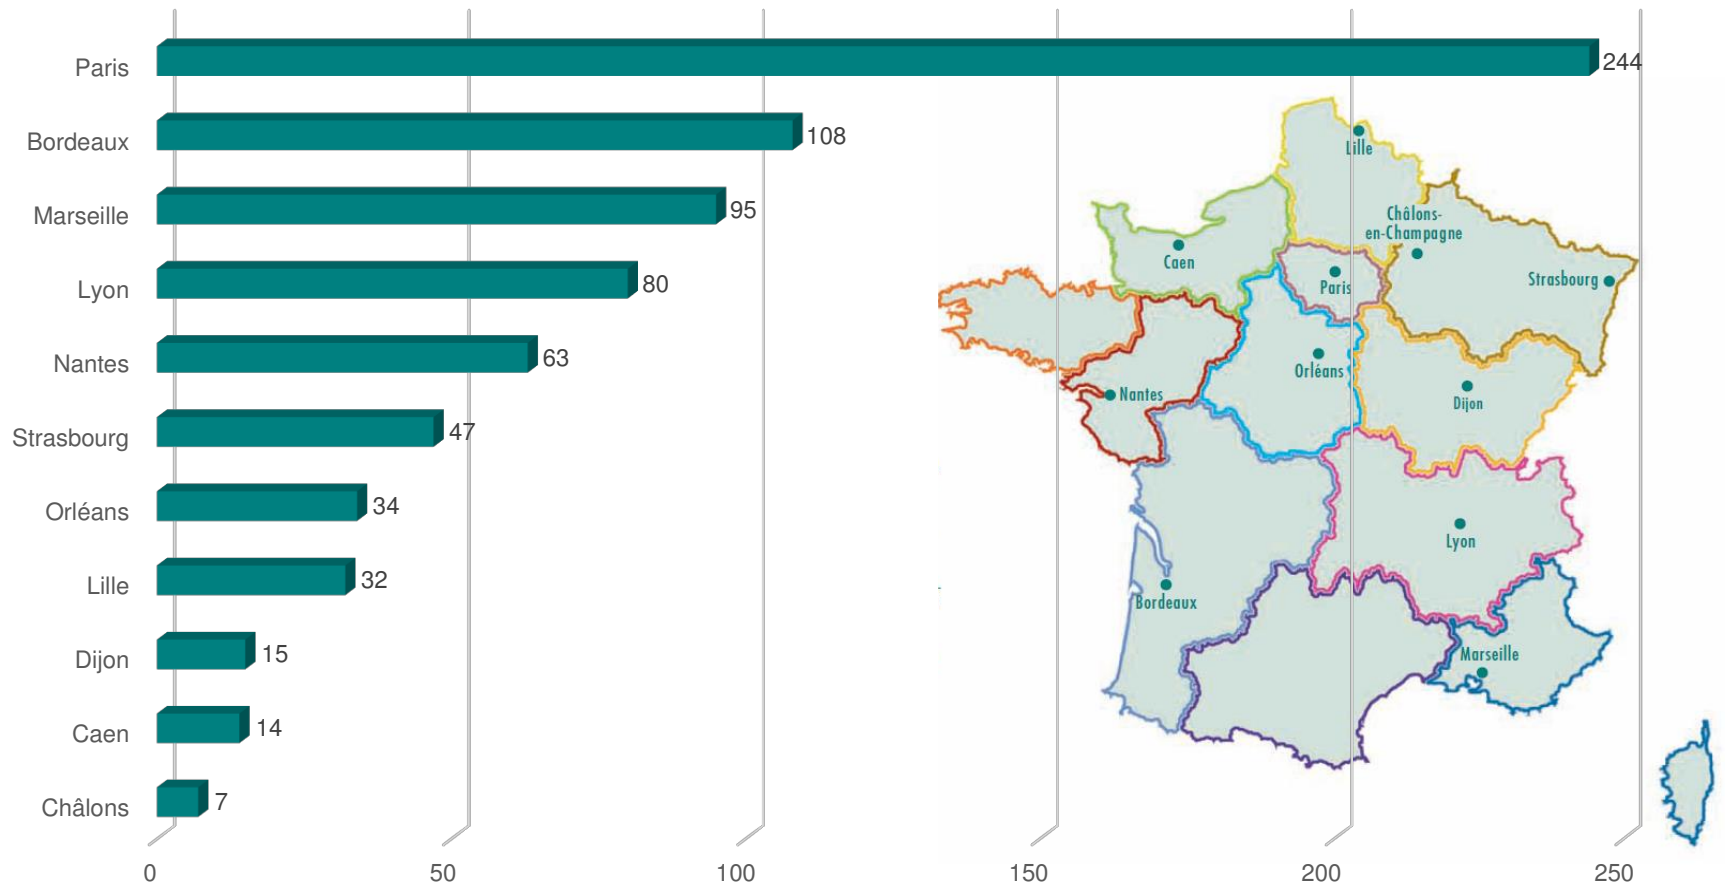 Paris 244
Bordeaux 108
Marseille 95
Lyon 80
Nantes 63
Strasbourg 47
Orléans 34
Lille 32
Dijon 15
Caen 14
Châlons 7
0 50 100 150 200 250
Lille
Châlons-
en-Champagne
Caen
Paris
Strasbourg
Orléans
Nantes
Dijon
Lyon
Bordeaux
Marseille